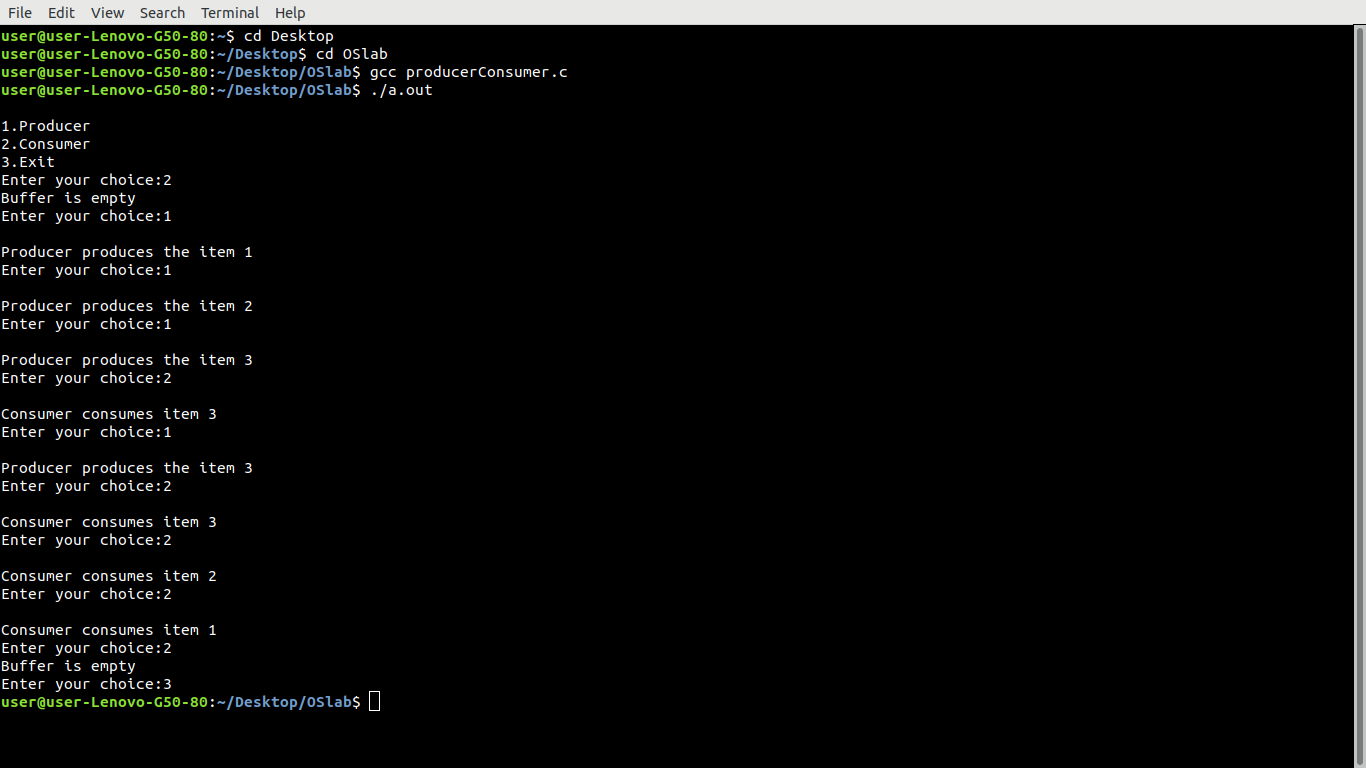 File Edit View Search Terminal Help
user@user-Lenovo-G50-80:~$ cd Desktop
user@user-Lenovo-G50-80:~/Desktop$ cd OSlab
user@user-Lenovo-G50-80:~/Desktop/OSlab$ gcc producerConsumer.c
user@user-Lenovo-G50-80:~/Desktop/OSlab$ ./a.out
1.Producer
2.Consumer
3.Exit
Enter your choice:2
Buffer is empty
Enter your choice:1
Producer produces the item 1
Enter your choice:1
Producer produces the item 2
Enter your choice:1
Producer produces the item 3
Enter your choice:2
Consumer consumes item 3
Enter your choice:1
Producer produces the item 3
Enter your choice:2
Consumer consumes item 3
Enter your choice:2
Consumer consumes item 2
Enter your choice:2
Consumer consumes item 1
Enter your choice:2
Buffer is empty
Enter your choice:3
user@user-Lenovo-G50-80:~/Desktop/OSlab$